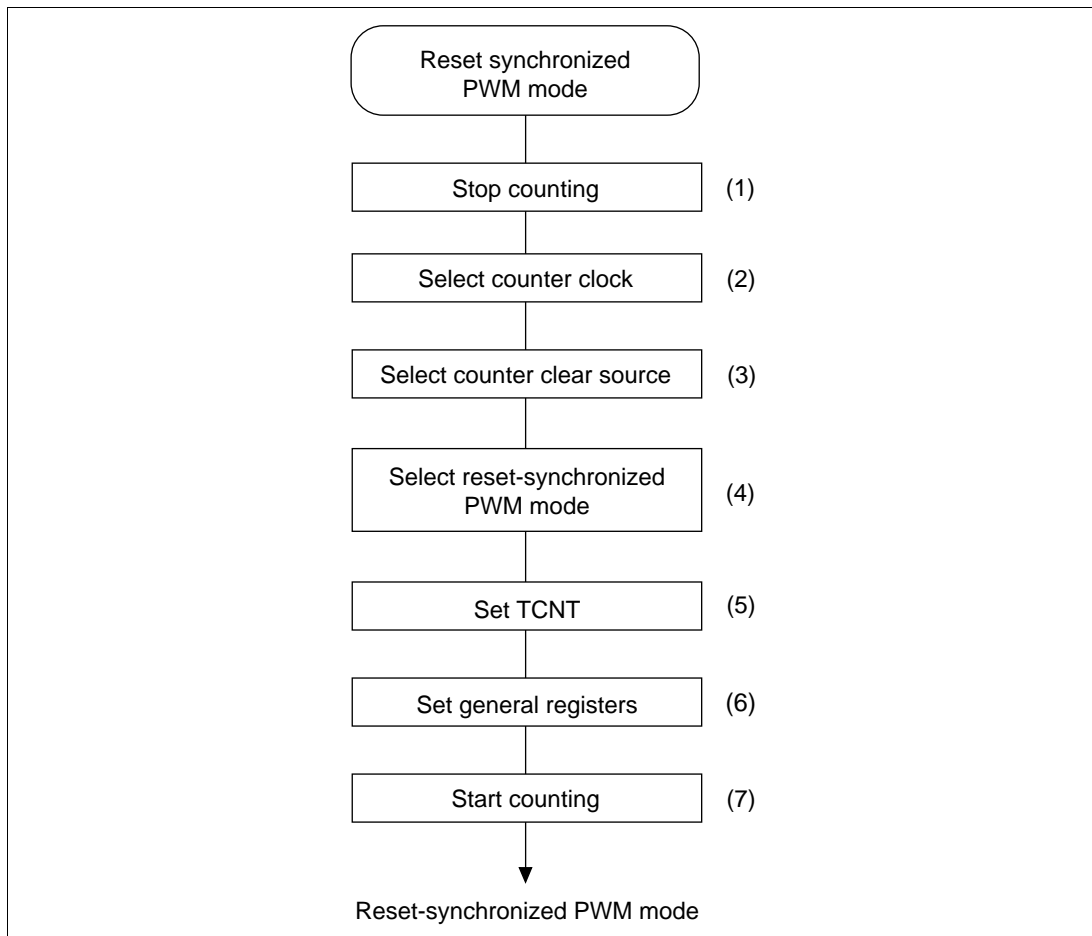 Reset synchronized
PWM mode
Stop counting
(1)
Select counter clock
(2)
Select counter clear source
(3)
Select reset-synchronized
PWM mode
(4)
Set TCNT
(5)
Set general registers
(6)
Start counting
(7)
Reset-synchronized PWM mode